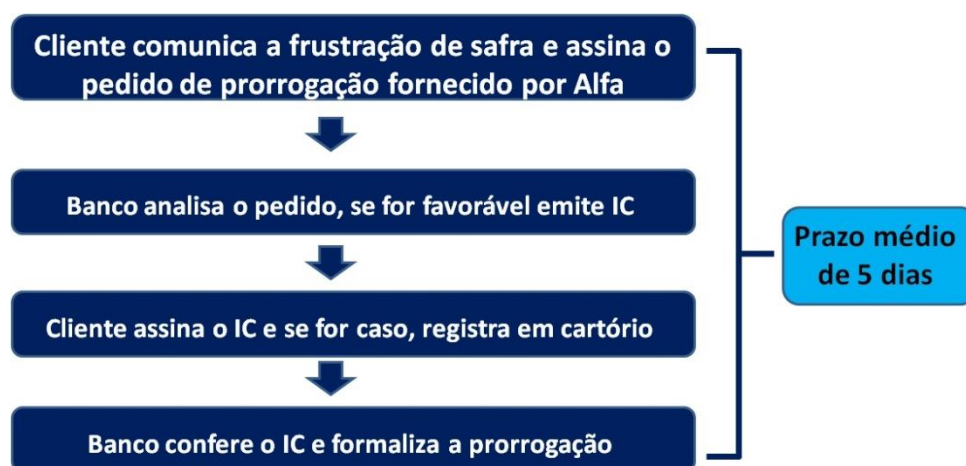 Cliente comunica a frustração de safra e assina o
pedido de prorrogação fornecido por Alfa
Banco analisa o pedido, se for favorável emite IC
Cliente assina o IC e se for caso, registra em cartório
Banco confere o IC e formaliza a prorrogação
Prazo médio
de 5 dias